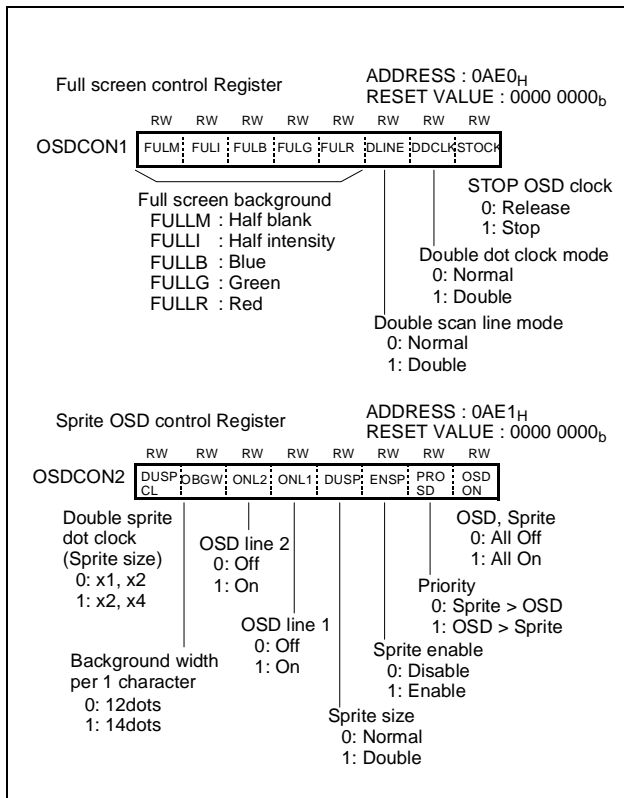 Full screen control Register
ADDRESS : 0AE0H
RESET VALUE : 0000 0000b
RW RW RW RW RW RW RW RW
OSDCON1
FULM FULI FULB FULG FULR DLINE DDCLK STOCK
Full screen background
FULLM : Half blank
FULLI : Half intensity
FULLB : Blue
FULLG : Green
FULLR : Red
STOP OSD clock
0: Release
1: Stop
Double dot clock mode
0: Normal
1: Double
Double scan line mode
0: Normal
1: Double
Sprite OSD control Register
ADDRESS : 0AE1H
RESET VALUE : 0000 0000b
RW RW RW RW RW RW RW RW
OSDCON2
DUSP CL OBGW ONL2 ONL1 DUSP ENSP PRO SD OSD ON
Double sprite
dot clock
(Sprite size)
0: x1, x2
1: x2, x4
Background width
per 1 character
0: 12dots
1: 14dots
OSD line 2
0: Off
1: On
OSD line 1
0: Off
1: On
OSD, Sprite
0: All Off
1: All On
Priority
0: Sprite > OSD
1: OSD > Sprite
Sprite enable
0: Disable
1: Enable
Sprite size
0: Normal
1: Double